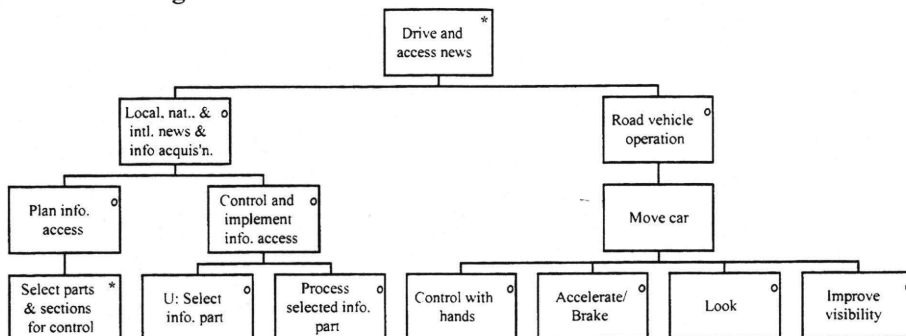 Drive and *
access news
Local, nat.. & o
intl. news &
info acquis'n.
Road vehicle o
operation
Plan info. o
access
Control and o
implement
info. access
Move car
Select parts *
& sections
for control
U: Select o
info. part
Process o
selected info.
part
Control with o
hands
Accelerate/ o
Brake
Look o
Improve o
visibility